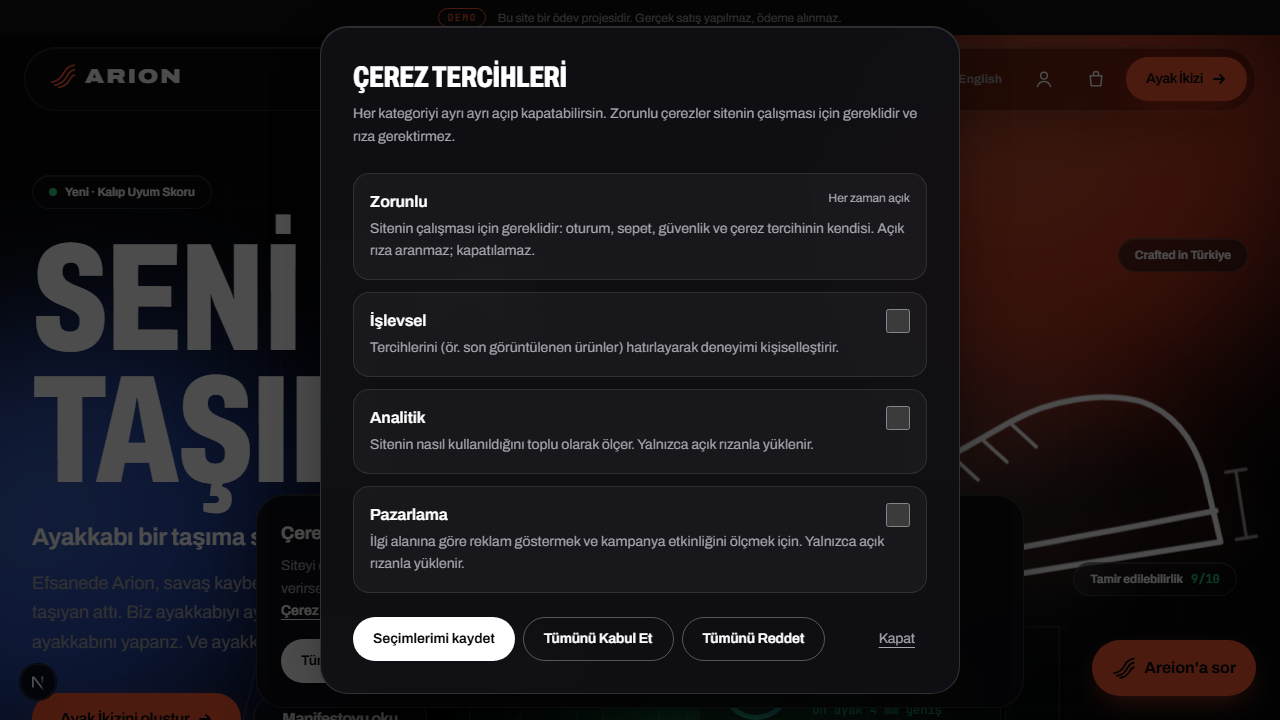 DEMO Bu site bir ödev projesidir. Gerçek satış yapılmaz, ödeme alınmaz.
ARION
English
Ayak İkizi →
Yeni · Kalıp Uyum Skoru
SENİ
Crafted in Türkiye
Ayakkabı bir taşıma
Efsanede Arion, savaş
taşıyan attı. Biz ayakkabıyı
ayakkabını yaparız. Ve
Ayak İkizini oluştur →
Manifestoyu oku
Tamir edilebilirlik 9/10
Areion'a sor
ÇEREZ TERCİHLERİ
Her kategoriyi ayrı ayrı açıp kapatabilirsin. Zorunlu çerezler sitenin çalışması için gereklidir ve
rıza gerektirmez.
Zorunlu
Her zaman açık
Sitenin çalışması için gereklidir: oturum, sepet, güvenlik ve çerez tercihinin kendisi. Açık
rıza aranmaz; kapatılamaz.
İşlevsel
Tercihlerini (ör. son görüntülenen ürünler) hatırlayarak deneyimi kişiselleştirir.
Analitik
Sitenin nasıl kullanıldığını toplu olarak ölçer. Yalnızca açık rızanla yüklenir.
Pazarlama
İlgi alanına göre reklam göstermek ve kampanya etkinliğini ölçmek için. Yalnızca açık
rızanla yüklenir.
Seçimlerimi kaydet
Tümünü Kabul Et
Tümünü Reddet
Kapat